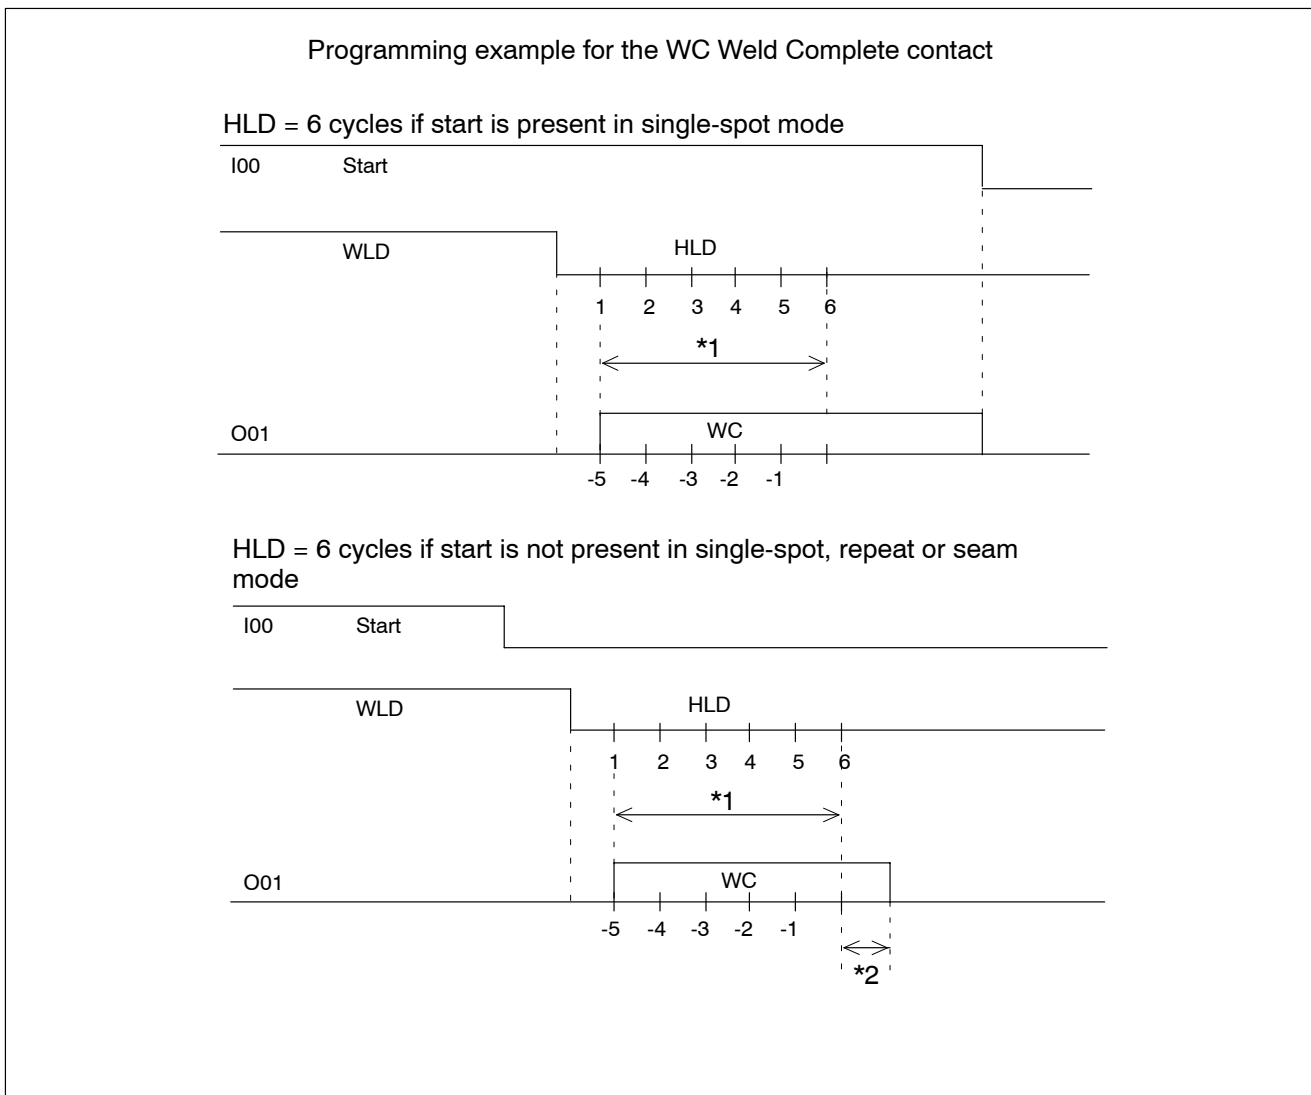 Programming example for the WC Weld Complete contact
HLD = 6 cycles if start is present in single-spot mode
I00 Start
WLD HLD
1 2 3 4 5 6
*1
O01 WC
-5 -4 -3 -2 -1
HLD = 6 cycles if start is not present in single-spot, repeat or seam
mode
I00 Start
WLD HLD
1 2 3 4 5 6
*1
O01 WC
-5 -4 -3 -2 -1
*2